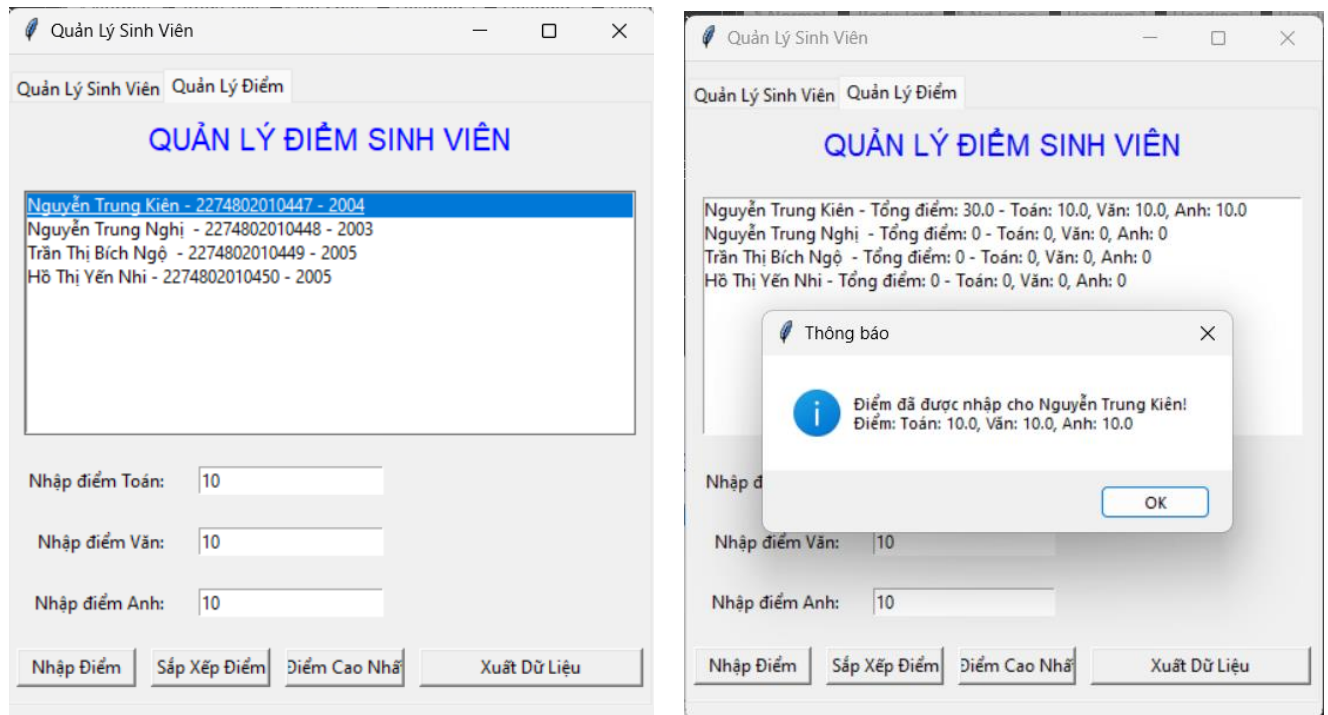 Quản Lý Sinh Viên
Quản Lý Sinh Viên Quản Lý Điểm
QUẢN LÝ ĐIỂM SINH VIÊN
Nguyễn Trung Kiên - 2274802010447 - 2004
Nguyễn Trung Nghị - 2274802010448 - 2003
Trần Thị Bích Ngộ - 2274802010449 - 2005
Hồ Thị Yến Nhi - 2274802010450 - 2005
Nhập điểm Toán: 10
Nhập điểm Văn: 10
Nhập điểm Anh: 10
Nhập Điểm Sắp Xếp Điểm Điểm Cao Nhấ Xuất Dữ Liệu
Quản Lý Sinh Viên
Quản Lý Sinh Viên Quản Lý Điểm
QUẢN LÝ ĐIỂM SINH VIÊN
Nguyễn Trung Kiên - Tổng điểm: 30.0 - Toán: 10.0, Văn: 10.0, Anh: 10.0
Nguyễn Trung Nghị - Tổng điểm: 0 - Toán: 0, Văn: 0, Anh: 0
Trần Thị Bích Ngộ - Tổng điểm: 0 - Toán: 0, Văn: 0, Anh: 0
Hồ Thị Yến Nhi - Tổng điểm: 0 - Toán: 0, Văn: 0, Anh: 0
Thông báo
Điểm đã được nhập cho Nguyễn Trung Kiên!
Điểm: Toán: 10.0, Văn: 10.0, Anh: 10.0
OK
Nhập đ
Nhập điểm Văn: 10
Nhập điểm Anh: 10
Nhập Điểm Sắp Xếp Điểm Điểm Cao Nhấ Xuất Dữ Liệu